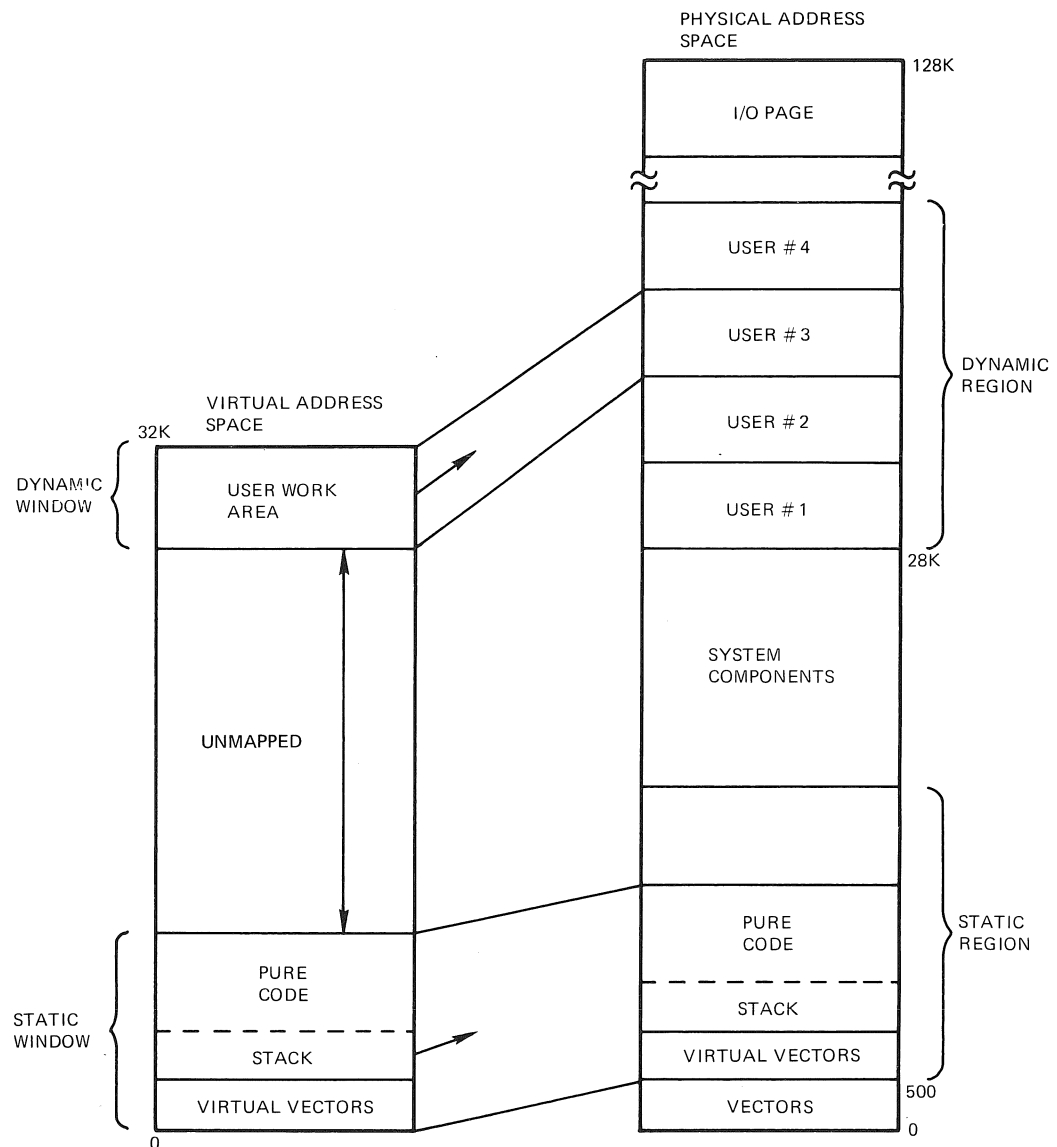 PHYSICAL ADDRESS
SPACE
128K
I/O PAGE
USER #4
USER #3
DYNAMIC
REGION
USER #2
USER #1
28K
VIRTUAL ADDRESS
SPACE
32K
DYNAMIC
WINDOW
USER WORK
AREA
SYSTEM
COMPONENTS
UNMAPPED
PURE
CODE
STATIC
REGION
STACK
VIRTUAL VECTORS
500
VECTORS
0
PURE
CODE
STATIC
WINDOW
STACK
VIRTUAL VECTORS
0